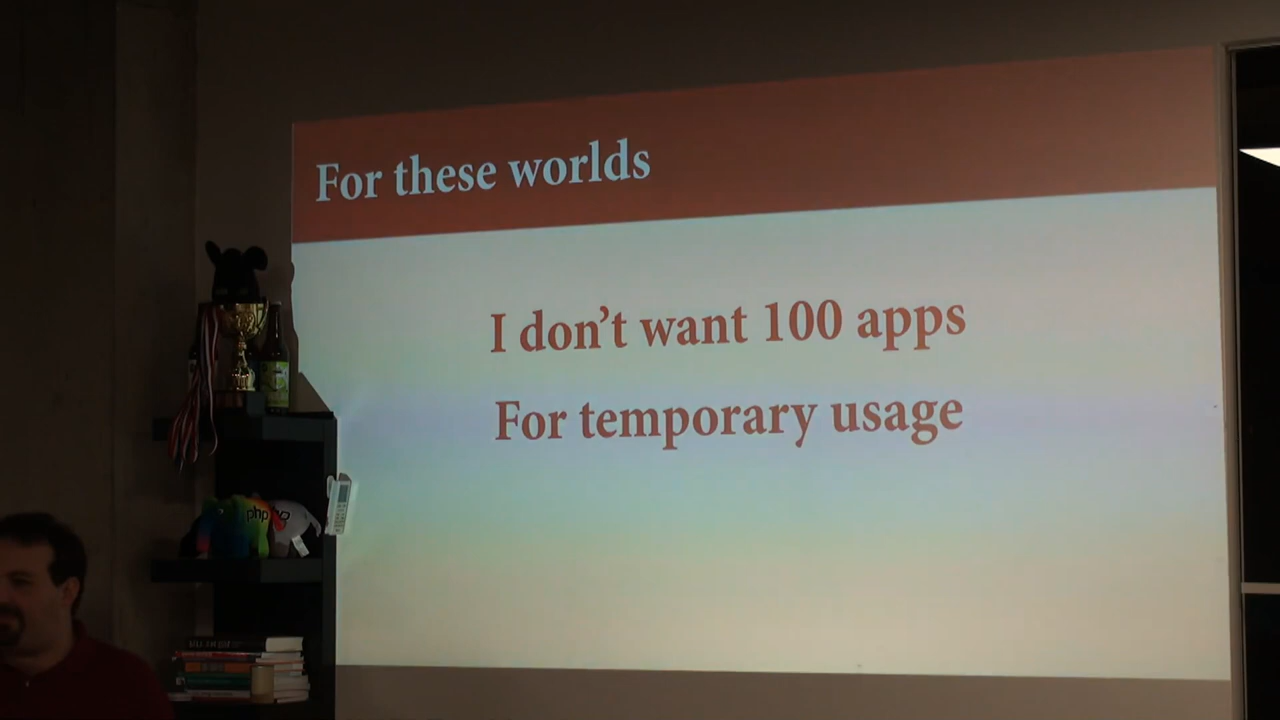 For these worlds
I don't want 100 apps
For temporary usage
php